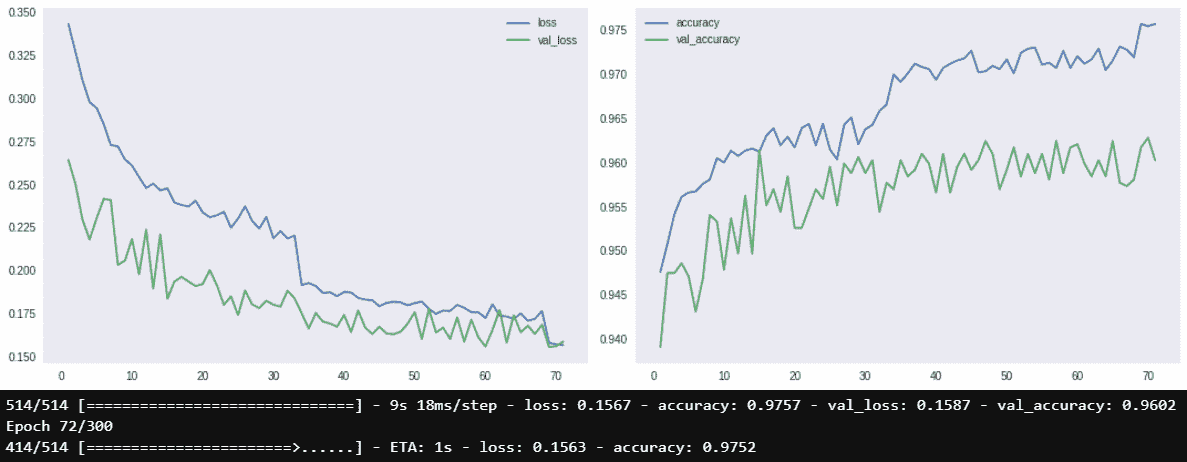 0.350
0.325
0.300
0.275
0.250
0.225
0.200
0.175
0.150
loss
val_loss
0 10 20 30 40 50 60 70
0.975
0.970
0.965
0.960
0.955
0.950
0.945
0.940
accuracy
val_accuracy
0 10 20 30 40 50 60 70
514/514 [==============================] - 9s 18ms/step - loss: 0.1567 - accuracy: 0.9757 - val_loss: 0.1587 - val_accuracy: 0.9602
Epoch 72/300
414/514 [=======================>......] - ETA: 1s - loss: 0.1563 - accuracy: 0.9752